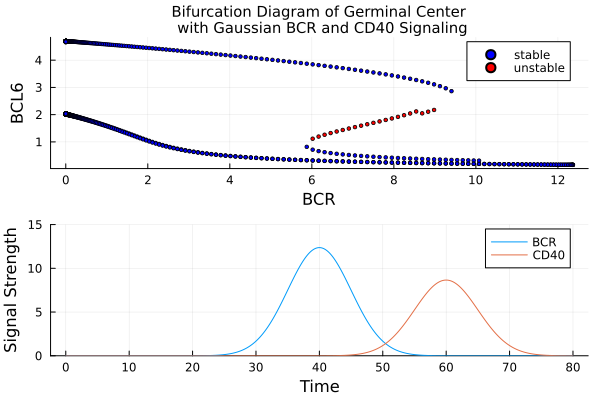 Bifurcation Diagram of Germinal Center
with Gaussian BCR and CD40 Signaling
BCL6
4
3
2
1
stable
unstable
0 2 4 6 8 10 12
BCR
Signal Strength
15
10
5
0
BCR
CD40
0 10 20 30 40 50 60 70 80
Time